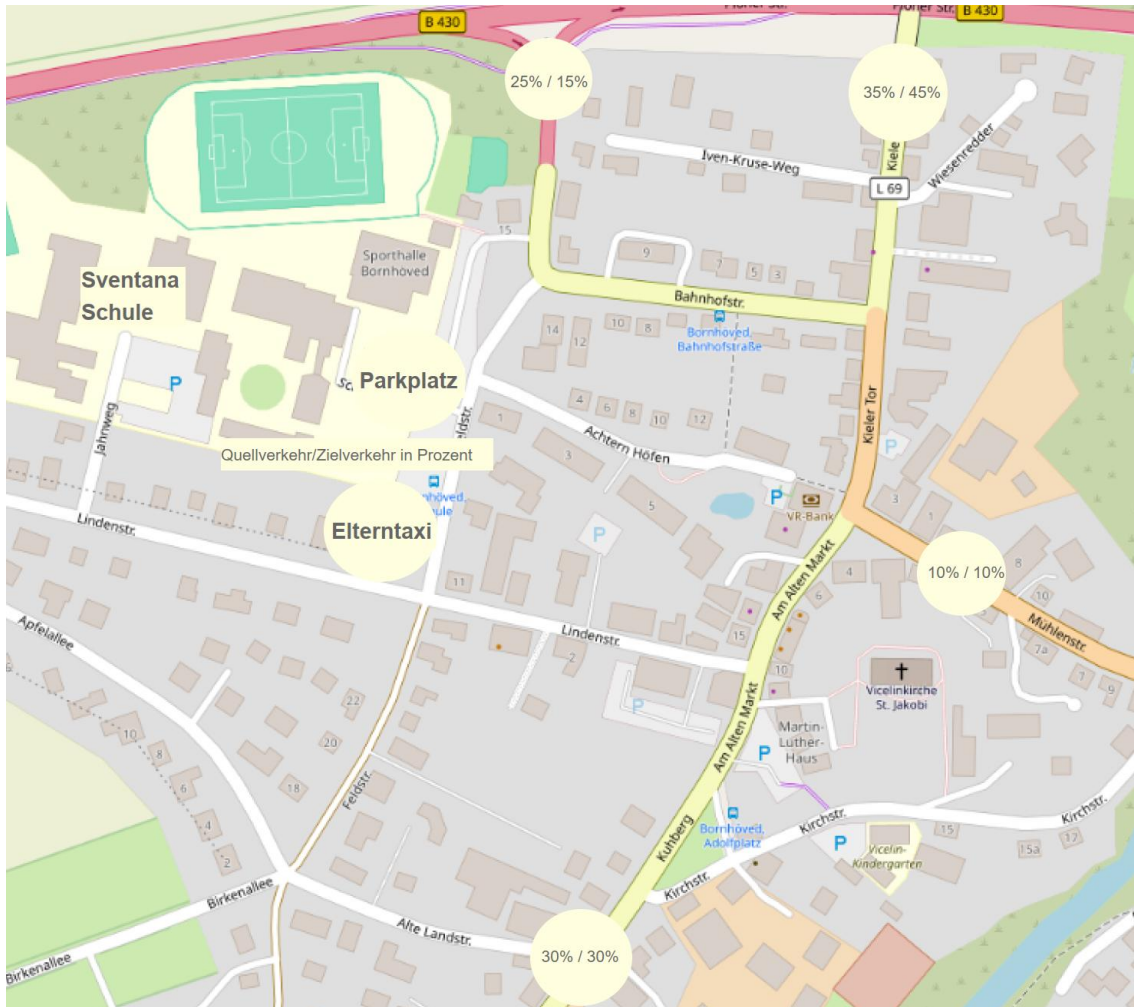 B 430
Ploner Str.
B 430
25% / 15%
35% / 45%
Kiele
Iven-Kruse-Weg
Wiesenredder
L 69
15
Sporthalle
Bornhöved
9
7
5
3
Sventana
Schule
Bahnhofstr.
Bornhöved,
Bahnhofstraße
14
12
10
8
P
Sc
Parkplatz
Kieler Tor
4
6
8
10
12
1
Feldstr.
Achtern Höfen
P
Jahnweg
3
Quellverkehr/Zielverkehr in Prozent
5
P
VR-Bank
3
1
Lindenstr.
Elterntaxi
P
Am Alten Markt
4
6
10% / 10%
8
10
11
15
Lindenstr.
2
10
Mühlenstr.
7a
7
9
Apfelallee
Vicelinkirche
St. Jakobi
22
20
18
P
Am Alten Markt
Martin-
Luther-
Haus
P
10
8
6
4
2
Feldstr.
Kuhberg
Bornhöved,
Adolfplatz
Kirchstr.
P
Kirchstr.
15
17
15a
Vicelin-
Kindergarten
Kirchstr.
Birkenallee
Alte Landstr.
30% / 30%
Birkenallee